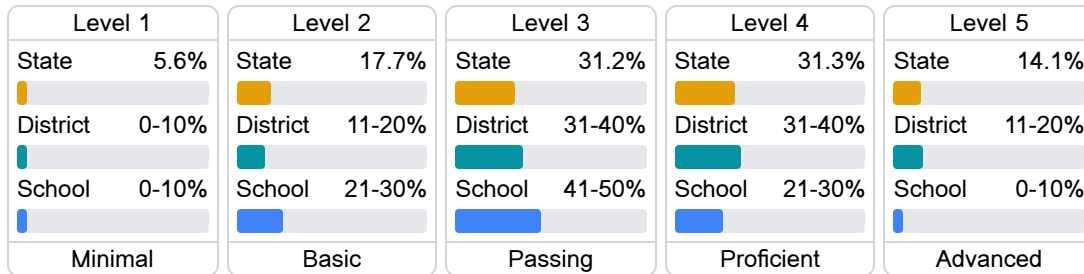 Level 1
State 5.6%
District 0-10%
School 0-10%
Minimal
Level 2
State 17.7%
District 11-20%
School 21-30%
Basic
Level 3
State 31.2%
District 31-40%
School 41-50%
Passing
Level 4
State 31.3%
District 31-40%
School 21-30%
Proficient
Level 5
State 14.1%
District 11-20%
School 0-10%
Advanced